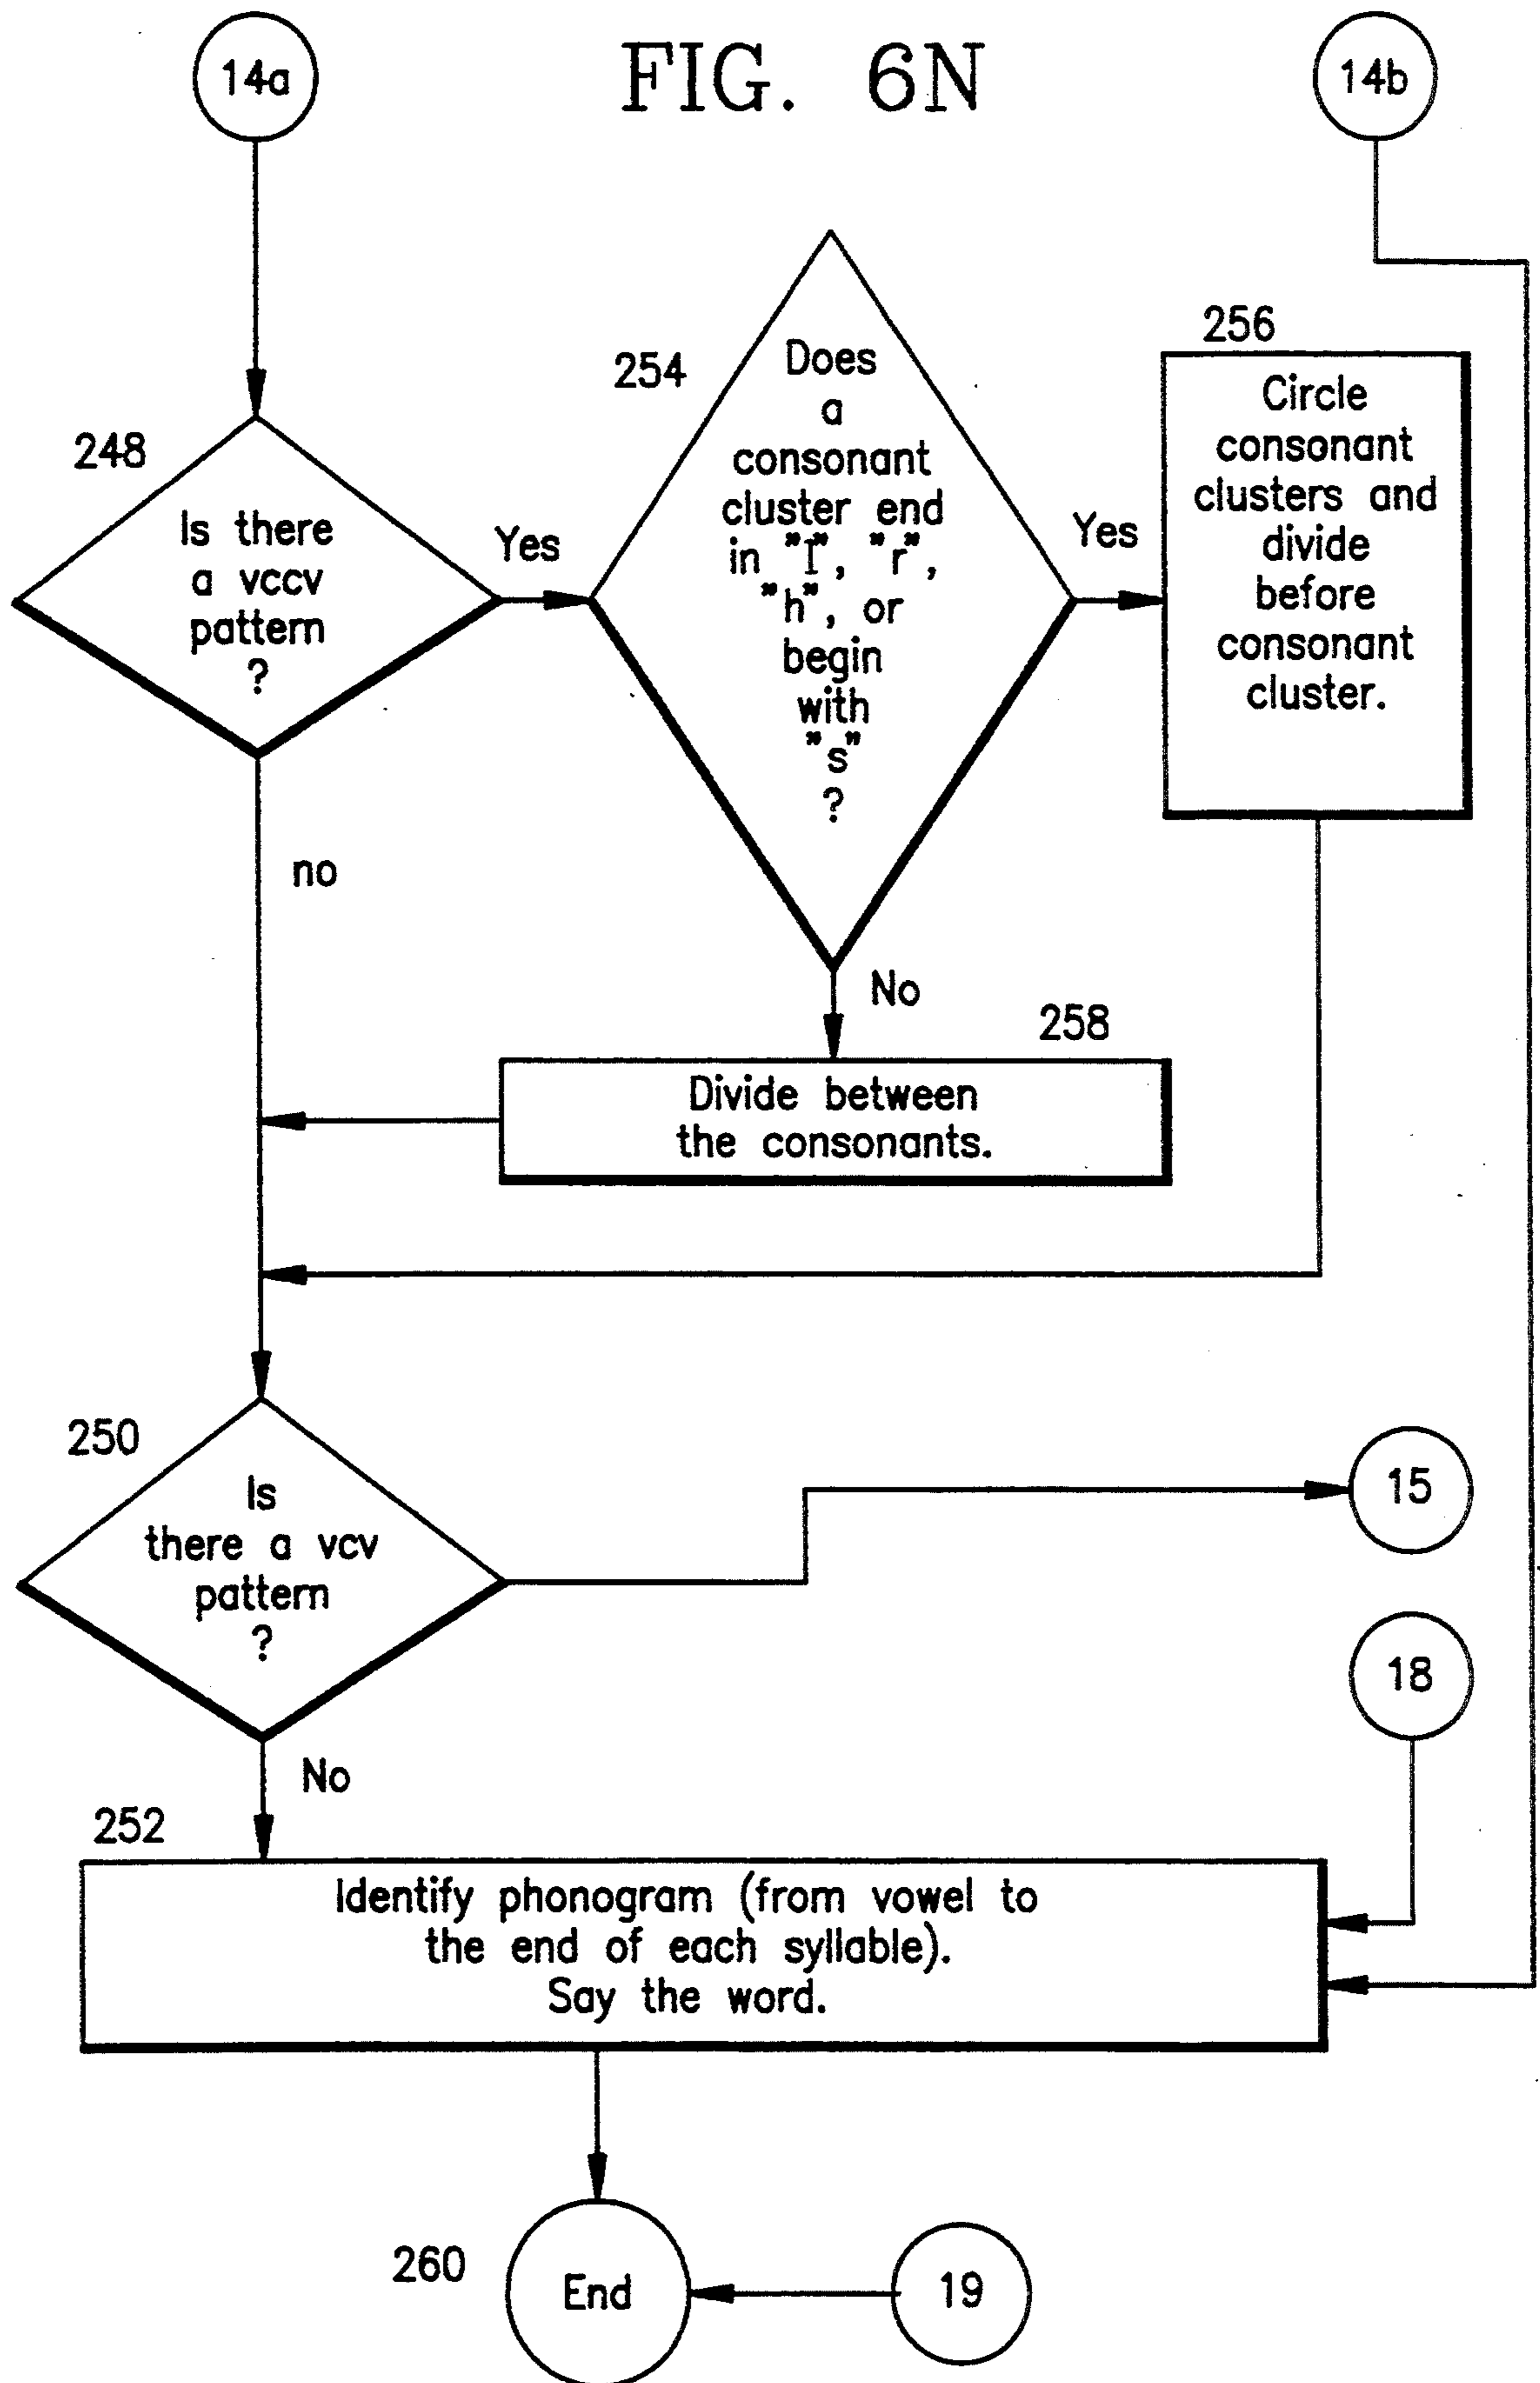 14a
FIG. 6N
14b
248
Is there
a vccv
pattern
?
Yes
no
254
Does
a
consonant
cluster end
in "l", "r",
"h", or
begin
with
"s"
?
Yes
No
256
Circle
consonant
clusters and
divide
before
consonant
cluster.
258
Divide between
the consonants.
250
Is
there a vcv
pattern
?
15
No
18
252
Identify phonogram (from vowel to
the end of each syllable).
Say the word.
260
End
19